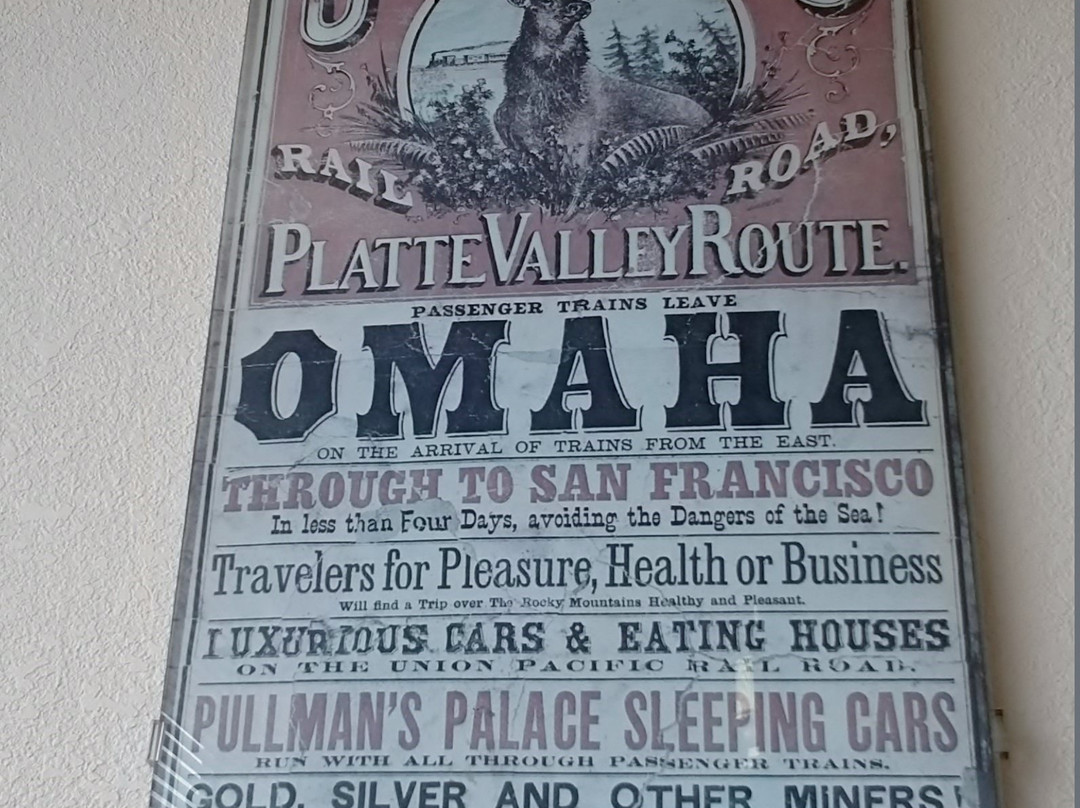 RAIL ROAD,
PLATTE VALLEY ROUTE.
PASSENGER TRAINS LEAVE
OMAHA
ON THE ARRIVAL OF TRAINS FROM THE EAST.
THROUGH TO SAN FRANCISCO
In less than Four Days, avoiding the Dangers of the Sea!
Travelers for Pleasure, Health or Business
Will find a Trip over The Rocky Mountains Healthy and Pleasant.
LUXURIOUS CARS & EATING HOUSES
ON THE UNION PACIFIC RAIL ROAD.
PULLMAN'S PALACE SLEEPING CARS
RUN WITH ALL THROUGH PASSENGER TRAINS.
GOLD, SILVER AND OTHER MINERS!